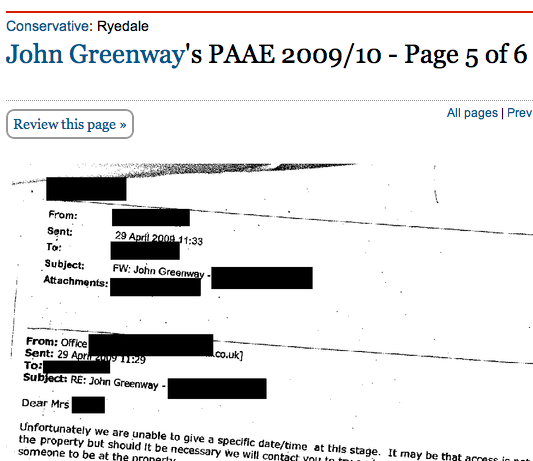 Conservative: Ryedale
John Greenway's PAAE 2009/10 - Page 5 of 6
All pages | Prev
Review this page »
From:
Sent: 29 April 2009 11:33
To:
Subject: FW: John Greenway -
Attachments:
From: Office .co.uk]
Sent: 29 April 2009 11:29
To:
Subject: RE: John Greenway -
Dear Mrs
Unfortunately we are unable to give a specific date/time at this stage. It may be that access is not
the property but should it be necessary we will contact you to
someone to be at the property